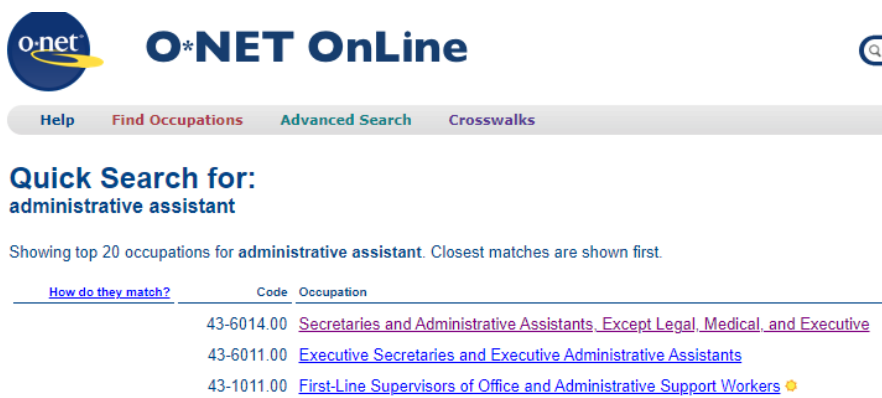 o·net
O*NET OnLine
Help Find Occupations Advanced Search Crosswalks
Quick Search for:
administrative assistant
Showing top 20 occupations for administrative assistant. Closest matches are shown first.
How do they match? Code Occupation
43-6014.00 Secretaries and Administrative Assistants, Except Legal, Medical, and Executive
43-6011.00 Executive Secretaries and Executive Administrative Assistants
43-1011.00 First-Line Supervisors of Office and Administrative Support Workers